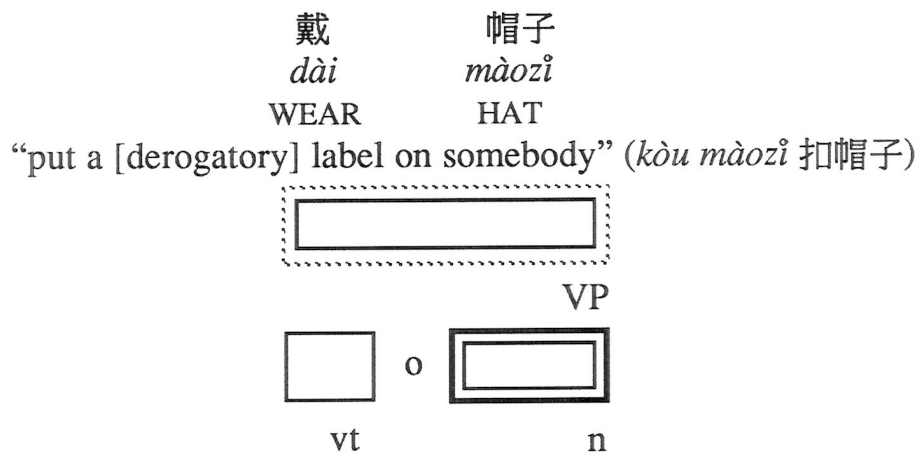 戴 帽子
dài màozi̊
WEAR HAT
“put a [derogatory] label on somebody” (kòu màozi̊ 扣帽子)
VP
o
vt n